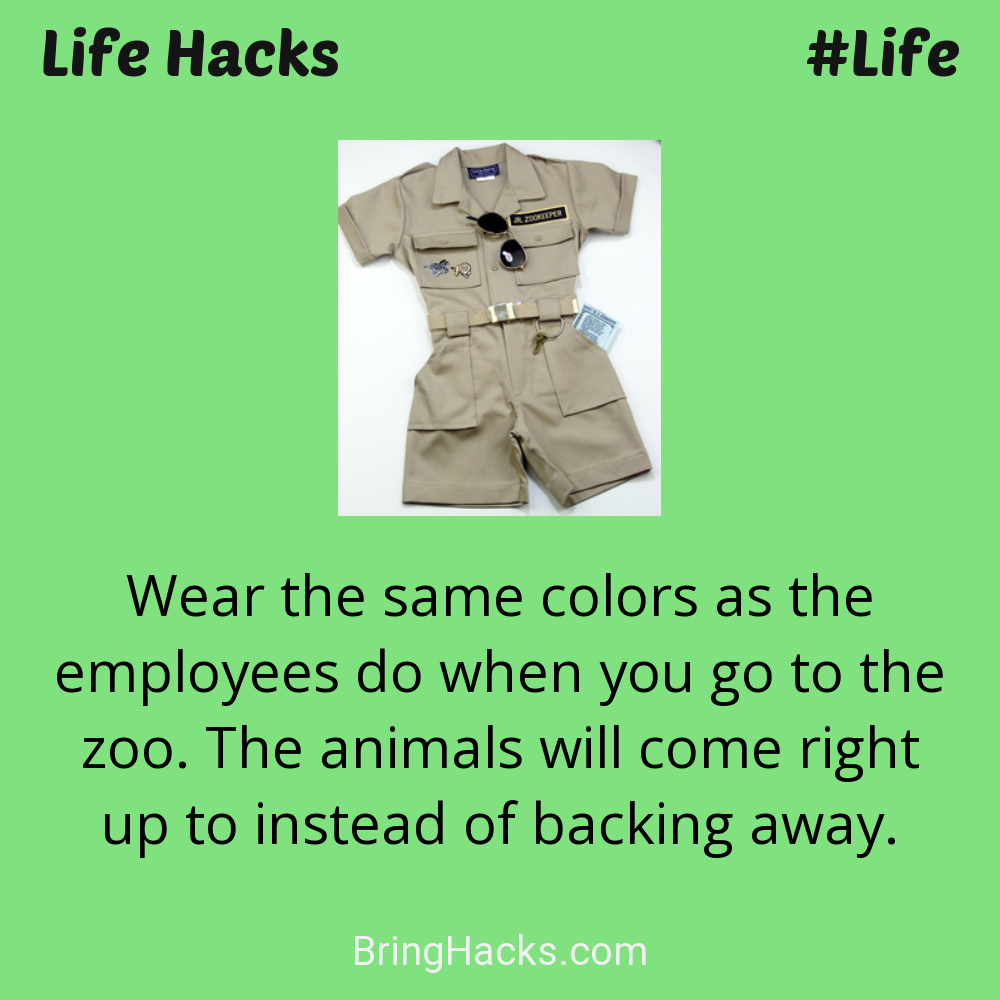 Life Hacks
#Life
JR. ZOOKEEPER
Wear the same colors as the
employees do when you go to the
zoo. The animals will come right
up to instead of backing away.
BringHacks.com